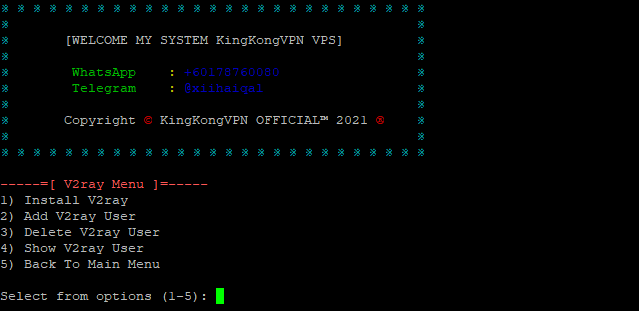 [WELCOME MY SYSTEM KingKongVPN VPS]
WhatsApp : +60178760080
Telegram : @xiihaiqal
Copyright © KingKongVPN OFFICIAL™ 2021 ®
-----=[ V2ray Menu ]=-----
1) Install V2ray
2) Add V2ray User
3) Delete V2ray User
4) Show V2ray User
5) Back To Main Menu
Select from options (1-5):